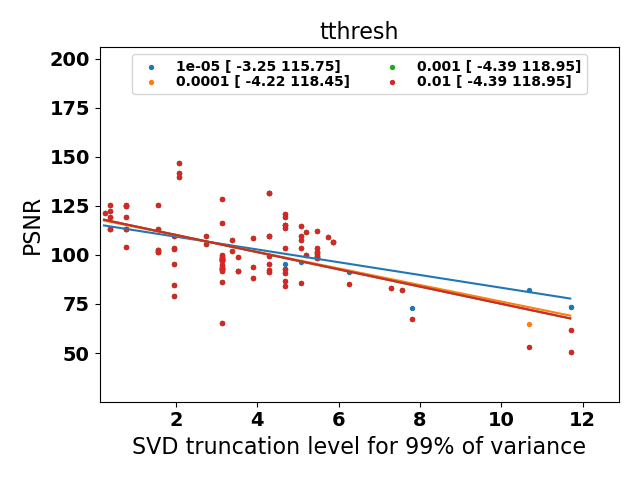 tthresh
1e-05 [ -3.25 115.75]
0.0001 [ -4.22 118.45]
0.001 [ -4.39 118.95]
0.01 [ -4.39 118.95]
PSNR
200
175
150
125
100
75
50
2 4 6 8 10 12
SVD truncation level for 99% of variance